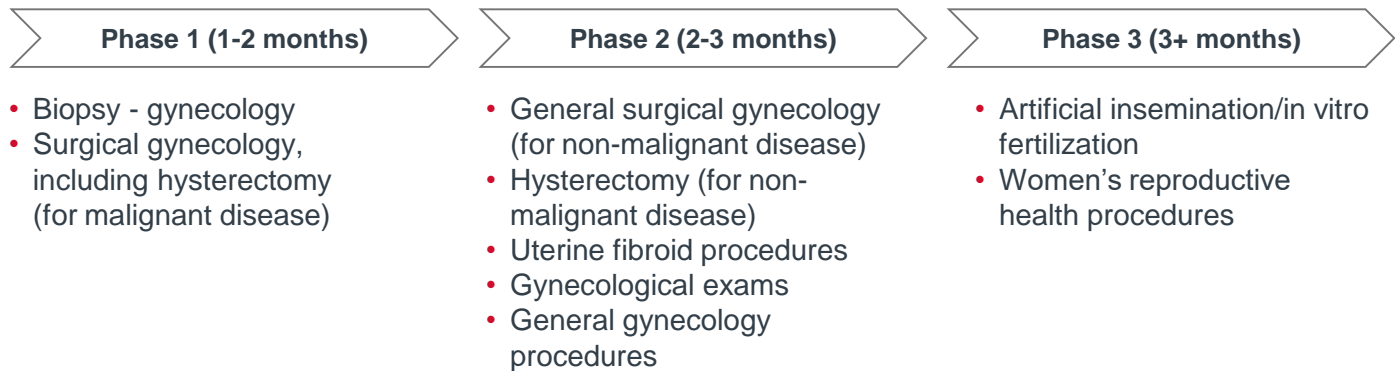 Phase 1 (1-2 months)
• Biopsy - gynecology
• Surgical gynecology,
including hysterectomy
(for malignant disease)
Phase 2 (2-3 months)
• General surgical gynecology
(for non-malignant disease)
• Hysterectomy (for non-
malignant disease)
• Uterine fibroid procedures
• Gynecological exams
• General gynecology
procedures
Phase 3 (3+ months)
• Artificial insemination/in vitro
fertilization
• Women’s reproductive
health procedures